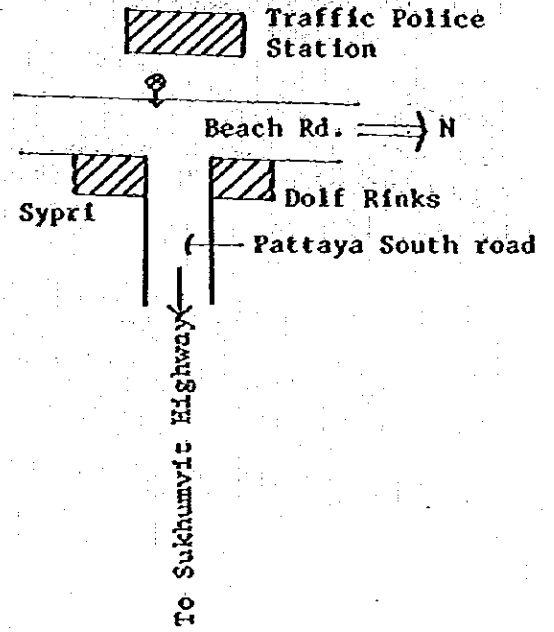 Traffic Police
Station
Beach Rd. N
Sypri
Dolf Rinks
Pattaya South road
To Sukhumvit Highway